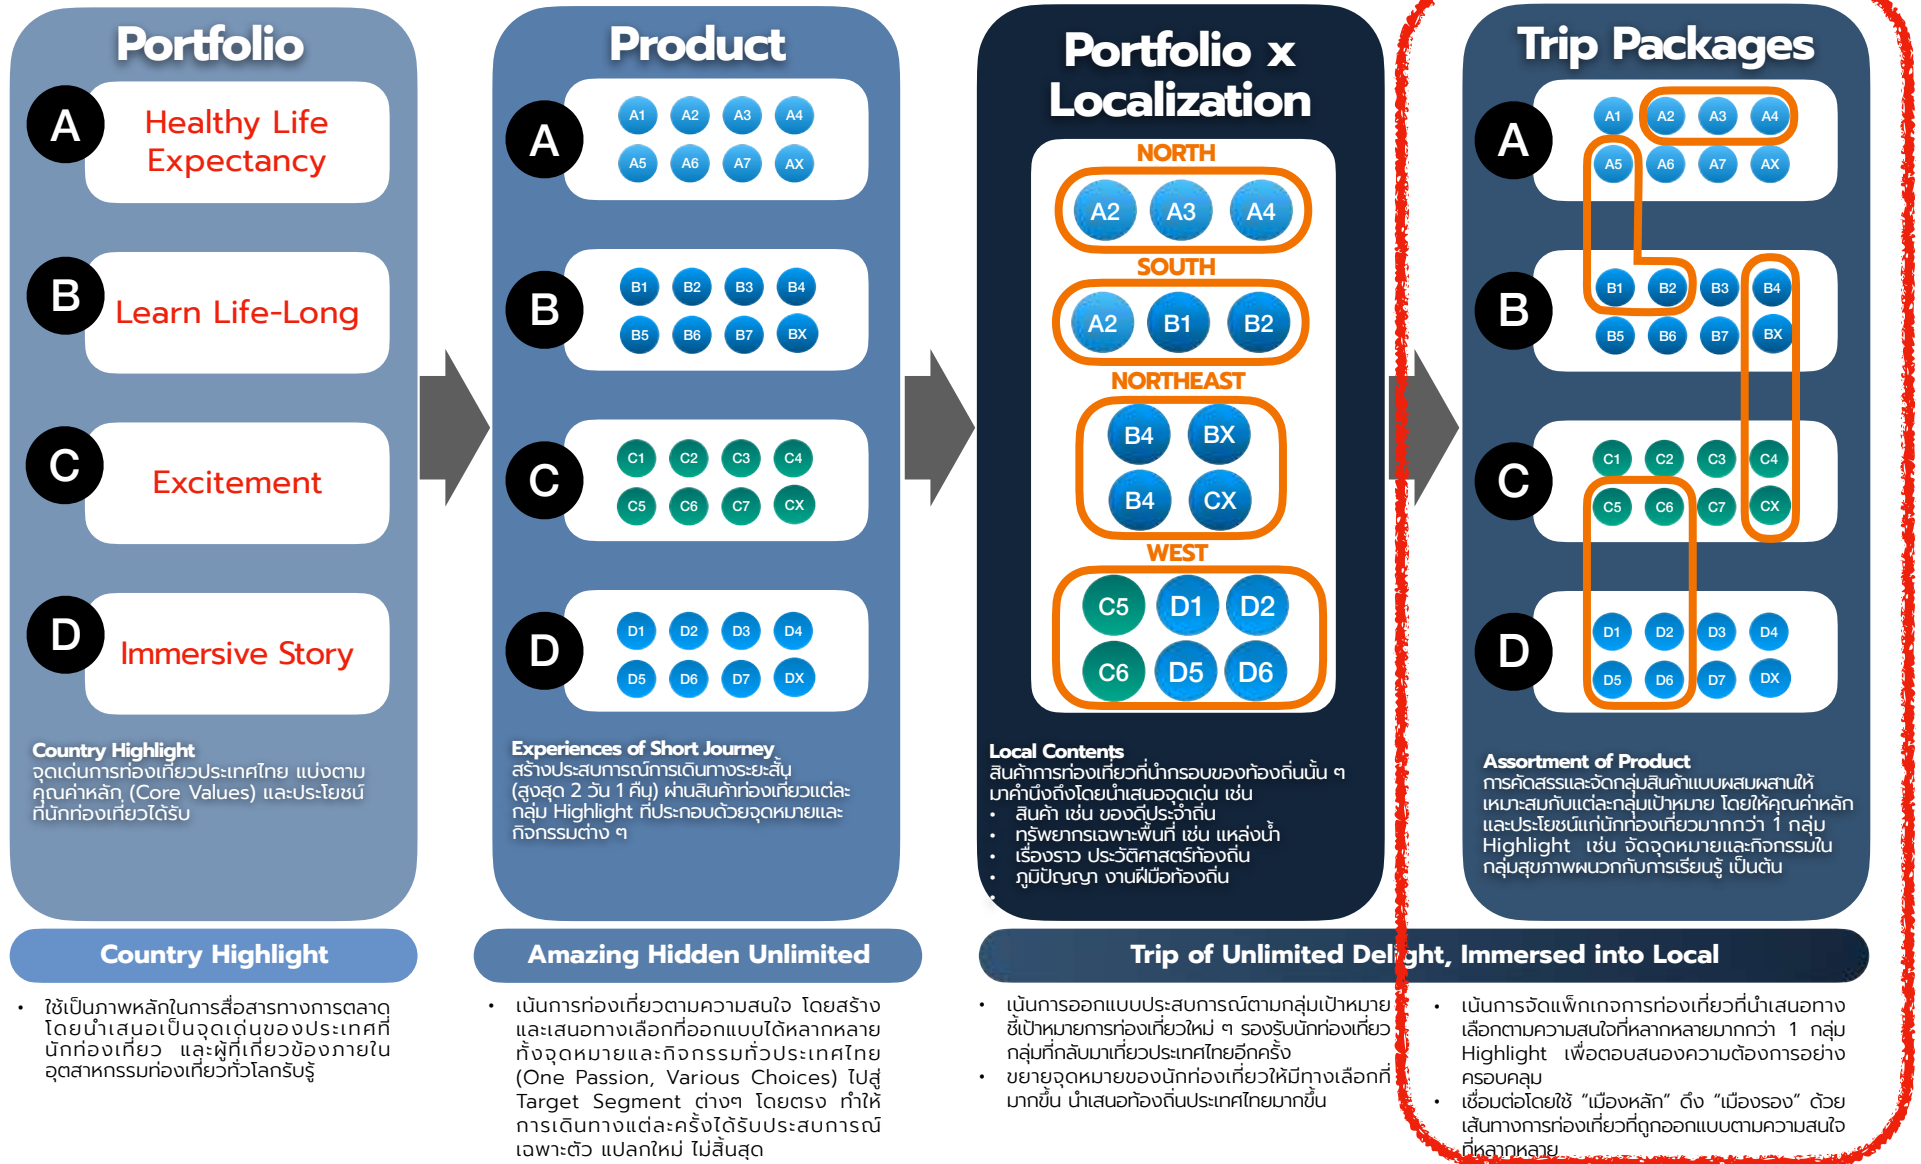 Portfolio
A
Healthy Life
Expectancy
B
Learn Life-Long
C
Excitement
D
Immersive Story
Country Highlight
จุดเด่นการท่องเที่ยวประเทศไทย แบ่งตาม
คุณค่าหลัก (Core Values) และประโยชน์
ที่นักท่องเที่ยวได้รับ
Country Highlight
• ใช้เป็นภาพหลักในการสื่อสารทางการตลาด
โดยนำเสนอเป็นจุดเด่นของประเทศที่
นักท่องเที่ยว และผู้ที่เกี่ยวข้องภายใน
อุตสาหกรรมท่องเที่ยวทั่วโลกรับรู้
Product
A
A1 A2 A3 A4
A5 A6 A7 AX
B
B1 B2 B3 B4
B5 B6 B7 BX
C
C1 C2 C3 C4
C5 C6 C7 CX
D
D1 D2 D3 D4
D5 D6 D7 DX
Experiences of Short Journey
สร้างประสบการณ์การเดินทางระยะสั้น
(สูงสุด 2 วัน 1 คืน) ผ่านสินค้าท่องเที่ยวแต่ละ
กลุ่ม Highlight ที่ประกอบด้วยจุดหมายและ
กิจกรรมต่าง ๆ
Amazing Hidden Unlimited
• เน้นการท่องเที่ยวตามความสนใจ โดยสร้าง
และเสนอทางเลือกที่ออกแบบได้หลากหลาย
ทั้งจุดหมายและกิจกรรมทั่วประเทศไทย
(One Passion, Various Choices) ไปสู่
Target Segment ต่างๆ โดยตรง ทำให้
การเดินทางแต่ละครั้งได้รับประสบการณ์
เฉพาะตัว แปลกใหม่ ไม่สิ้นสุด
Portfolio x
Localization
NORTH
A2 A3 A4
SOUTH
A2 B1 B2
NORTHEAST
B4 BX
B4 CX
WEST
C5 D1 D2
C6 D5 D6
Local Contents
สินค้าการท่องเที่ยวที่นำกรอบของท้องถิ่นนั้น ๆ
มาคำนึงถึงโดยนำเสนอจุดเด่น เช่น
• สินค้า เช่น ของดีประจำถิ่น
• ทรัพยากรเฉพาะพื้นที่ เช่น แหล่งน้ำ
• เรื่องราว ประวัติศาสตร์ท้องถิ่น
• ภูมิปัญญา งานฝีมือท้องถิ่น
•
Trip Packages
A
A1 A2 A3 A4
A5 A6 A7 AX
B
B1 B2 B3 B4
B5 B6 B7 BX
C
C1 C2 C3 C4
C5 C6 C7 CX
D
D1 D2 D3 D4
D5 D6 D7 DX
Assortment of Product
การคัดสรรและจัดกลุ่มสินค้าแบบผสมผสานให้
เหมาะสมกับแต่ละกลุ่มเป้าหมาย โดยให้คุณค่าหลัก
และประโยชน์แก่นักท่องเที่ยวมากกว่า 1 กลุ่ม
Highlight เช่น จัดจุดหมายและกิจกรรมใน
กลุ่มสุขภาพผนวกกับการเรียนรู้ เป็นต้น
Trip of Unlimited Delight, Immersed into Local
• เน้นการออกแบบประสบการณ์ตามกลุ่มเป้าหมาย
ชี้เป้าหมายการท่องเที่ยวใหม่ ๆ รองรับนักท่องเที่ยว
กลุ่มที่กลับมาเที่ยวประเทศไทยอีกครั้ง
• ขยายจุดหมายของนักท่องเที่ยวให้มีทางเลือกที่
มากขึ้น นำเสนอท้องถิ่นประเทศไทยมากขึ้น
• เน้นการจัดแพ็กเกจการท่องเที่ยวที่นำเสนอทาง
เลือกตามความสนใจที่หลากหลายมากกว่า 1 กลุ่ม
Highlight เพื่อตอบสนองความต้องการอย่าง
ครอบคลุม
• เชื่อมต่อโดยใช้ “เมืองหลัก” ดึง “เมืองรอง” ด้วย
เส้นทางการท่องเที่ยวที่ถูกออกแบบตามความสนใจ
ที่หลากหลาย